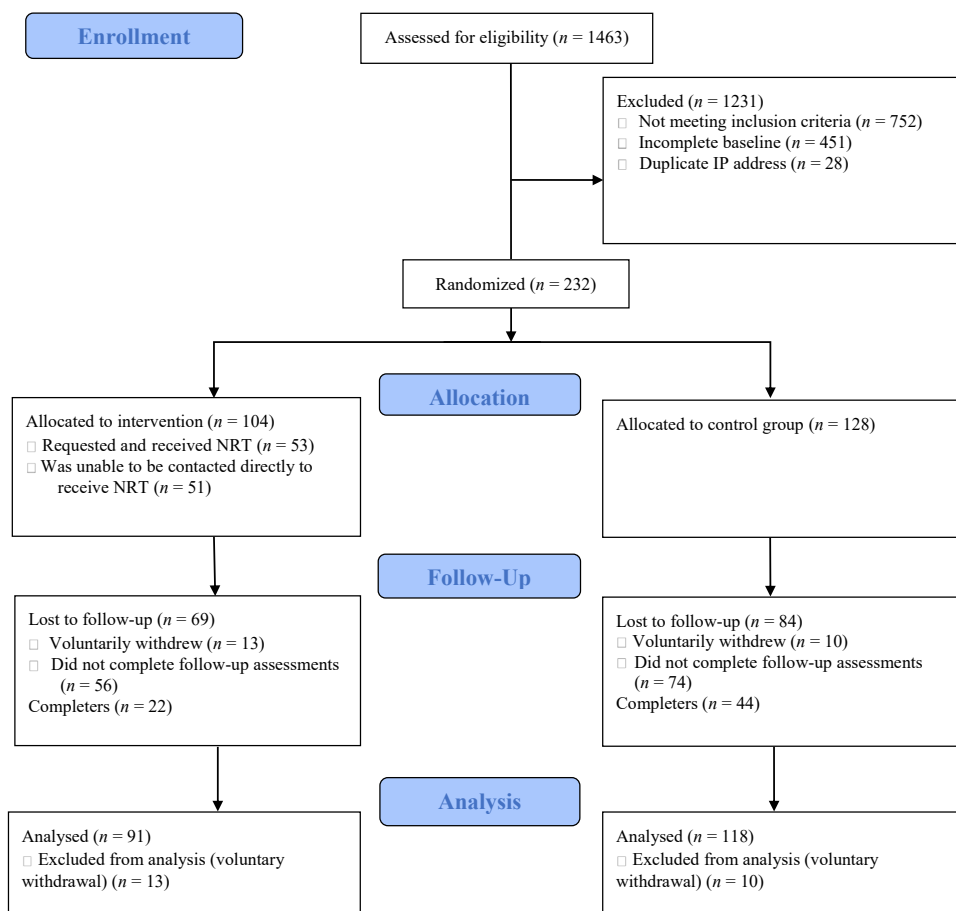 Enrollment
Assessed for eligibility (n = 1463)
Excluded (n = 1231)
Not meeting inclusion criteria (n = 752)
Incomplete baseline (n = 451)
Duplicate IP address (n = 28)
Randomized (n = 232)
Allocation
Allocated to intervention (n = 104)
Requested and received NRT (n = 53)
Was unable to be contacted directly to
receive NRT (n = 51)
Allocated to control group (n = 128)
Follow-Up
Lost to follow-up (n = 69)
Voluntarily withdrew (n = 13)
Did not complete follow-up assessments
(n = 56)
Completers (n = 22)
Lost to follow-up (n = 84)
Voluntarily withdrew (n = 10)
Did not complete follow-up assessments
(n = 74)
Completers (n = 44)
Analysis
Analysed (n = 91)
Excluded from analysis (voluntary
withdrawal) (n = 13)
Analysed (n = 118)
Excluded from analysis (voluntary
withdrawal) (n = 10)